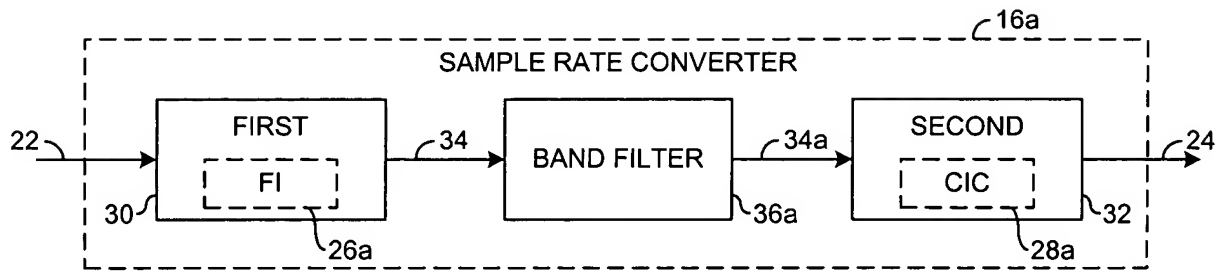 16a
SAMPLE RATE CONVERTER
22
FIRST
FI
30
26a
34
BAND FILTER
36a
34a
SECOND
CIC
28a
32
24